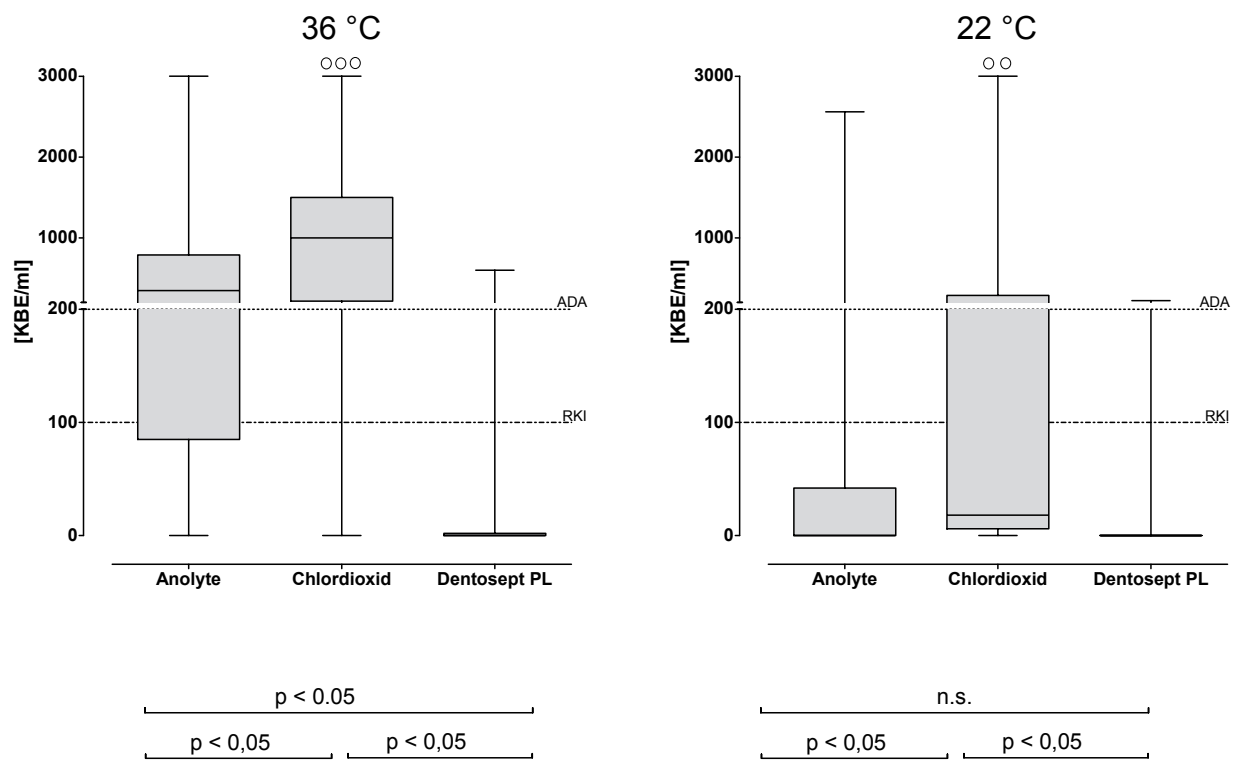 36 °C
3000
2000
1000
200
100
0
[KBE/ml]
ADA
RKI
Anolyte Chlordioxid Dentosept PL
p < 0.05
p < 0,05 p < 0,05
22 °C
3000
2000
1000
200
100
0
[KBE/ml]
ADA
RKI
Anolyte Chlordioxid Dentosept PL
n.s.
p < 0,05 p < 0,05